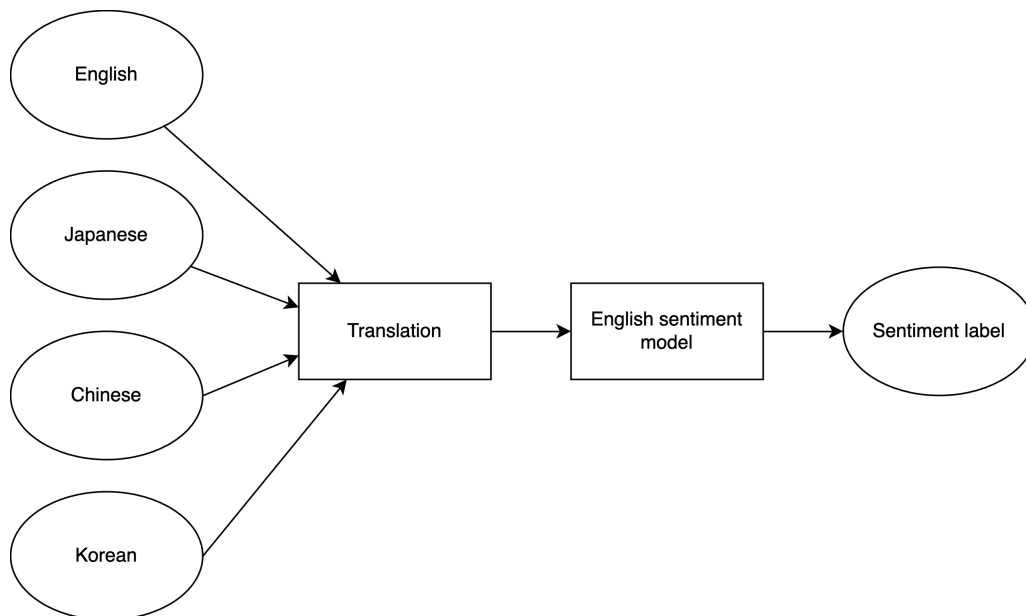 English
Japanese
Translation
English sentiment
model
Sentiment label
Chinese
Korean